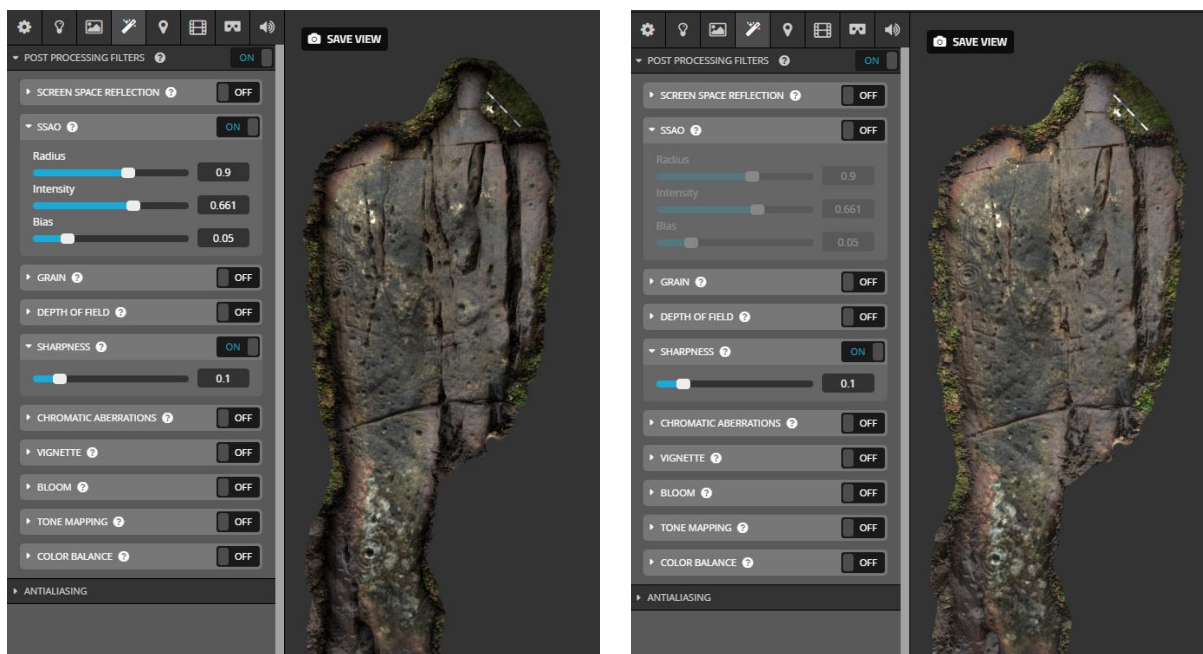 SAVE VIEW
POST PROCESSING FILTERS ? ON
SCREEN SPACE REFLECTION ? OFF
SSAO ? ON
Radius
0.9
Intensity
0.661
Bias
0.05
GRAIN ? OFF
DEPTH OF FIELD ? OFF
SHARPNESS ? ON
0.1
CHROMATIC ABERRATIONS ? OFF
VIGNETTE ? OFF
BLOOM ? OFF
TONE MAPPING ? OFF
COLOR BALANCE ? OFF
ANTIALIASING
SAVE VIEW
POST PROCESSING FILTERS ? ON
SCREEN SPACE REFLECTION ? OFF
SSAO ? OFF
Radius
0.9
Intensity
0.661
Bias
0.05
GRAIN ? OFF
DEPTH OF FIELD ? OFF
SHARPNESS ? ON
0.1
CHROMATIC ABERRATIONS ? OFF
VIGNETTE ? OFF
BLOOM ? OFF
TONE MAPPING ? OFF
COLOR BALANCE ? OFF
ANTIALIASING